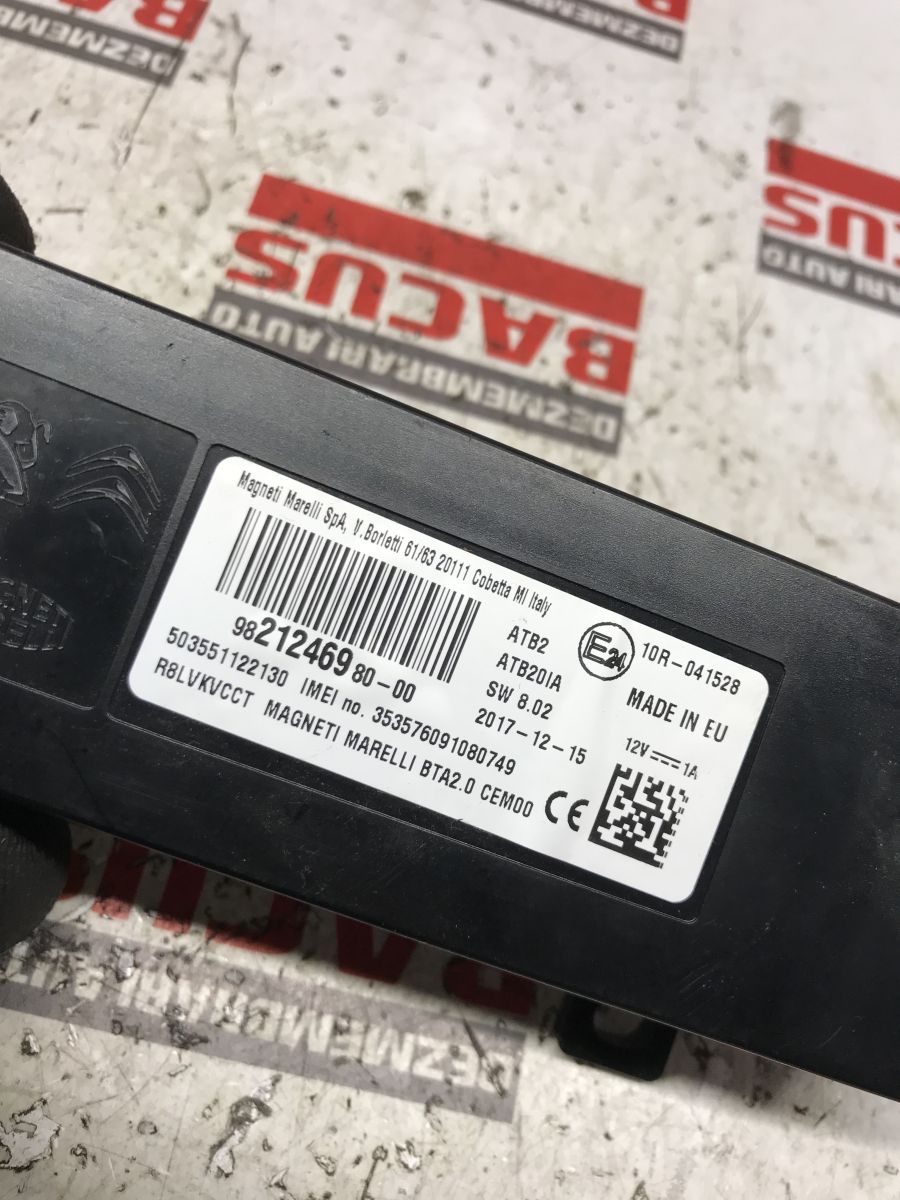 BACUS
DEZMEMBRARI AUTO
BACUS
DEZMEMBRARI AUTO
Magneti Marelli SpA, V.Borletti 61/63 20111 Cobetta MI Italy
9821246980-00
503551122130 IMEI no. 353576091080749
R8LVKVCCT MAGNETI MARELLI BTA2.0 CEM00
ATB2
ATB20IA
SW 8.02
2017-12-15
E24
10R-041528
MADE IN EU
12V 1A
CE
DEZMEMBRARI